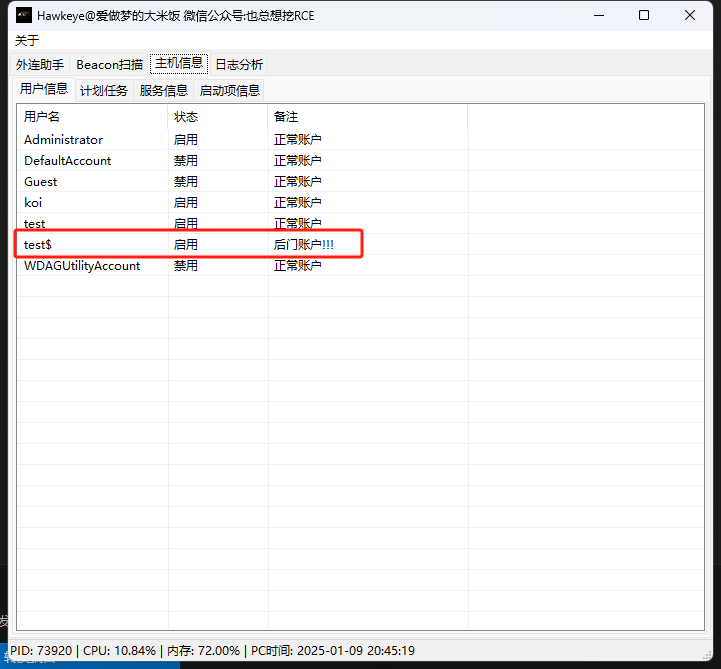 Hawkeye@爱做梦的大米饭 微信公众号:也总想挖RCE
关于
外连助手 Beacon扫描 主机信息 日志分析
用户信息 计划任务 服务信息 启动项信息
用户名 状态 备注
Administrator 启用 正常账户
DefaultAccount 禁用 正常账户
Guest 禁用 正常账户
koi 启用 正常账户
test 启用 正常账户
test$ 启用 后门账户!!!
WDAGUtilityAccount 禁用 正常账户
PID: 73920 | CPU: 10.84% | 内存: 72.00% | PC时间: 2025-01-09 20:45:19